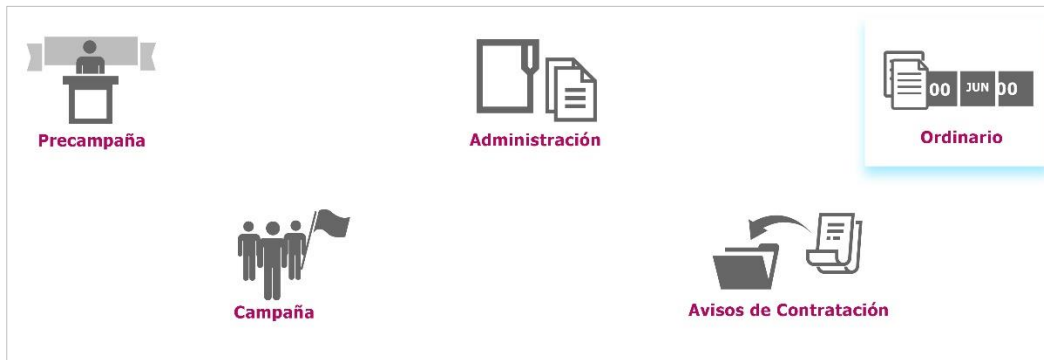 00 JUN 00
Precampaña
Administración
Ordinario
Campaña
Avisos de Contratación